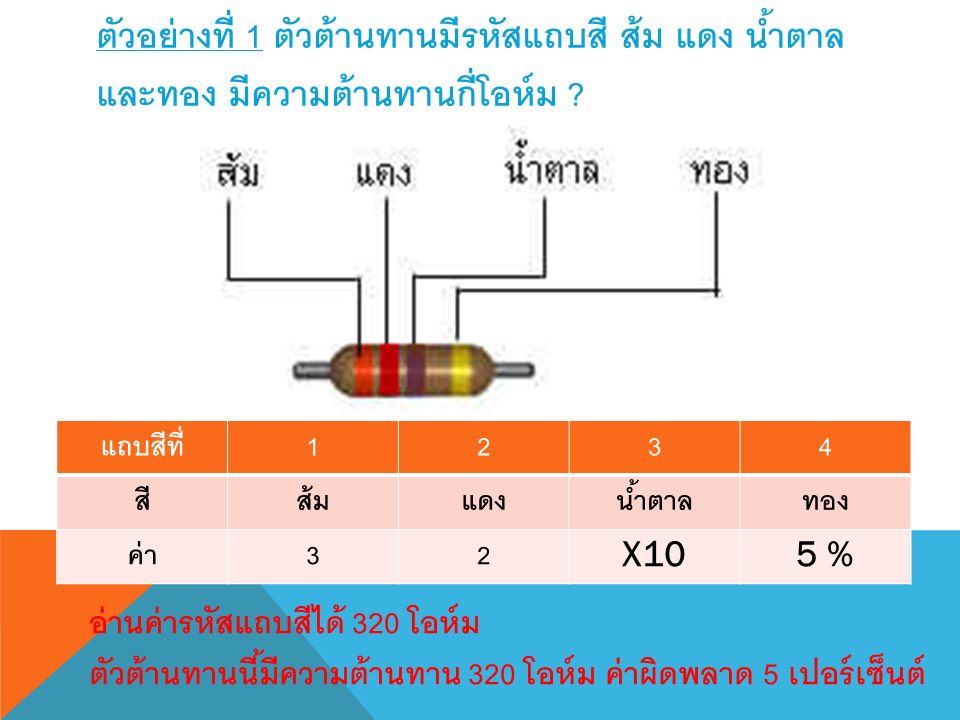 ตัวอย่างที่ 1 ตัวต้านทานมีรหัสแถบสี ส้ม แดง น้ำตาล
และทอง มีความต้านทานกี่โอห์ม ?
ส้ม แดง น้ำตาล ทอง
แถบสีที่ 1 2 3 4
สี ส้ม แดง น้ำตาล ทอง
ค่า 3 2 X10 5 %
อ่านค่ารหัสแถบสีได้ 320 โอห์ม
ตัวต้านทานนี้มีความต้านทาน 320 โอห์ม ค่าผิดพลาด 5 เปอร์เซ็นต์